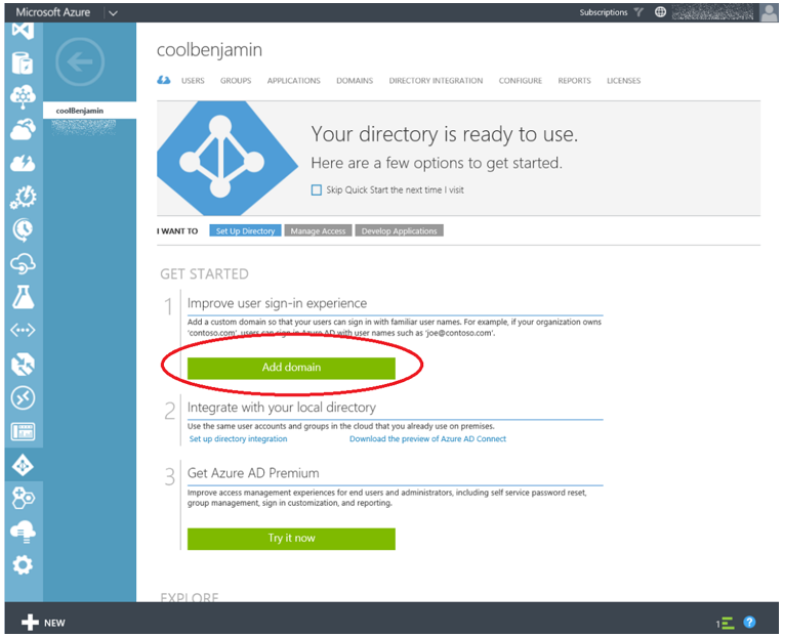 Microsoft Azure
Subscriptions
coolbenjamin
USERS GROUPS APPLICATIONS DOMAINS DIRECTORY INTEGRATION CONFIGURE REPORTS LICENSES
coolBenjamin
Your directory is ready to use.
Here are a few options to get started.
Skip Quick Start the next time I visit
I WANT TO Set Up Directory Manage Access Develop Applications
GET STARTED
1 Improve user sign-in experience
Add a custom domain so that your users can sign in with familiar user names. For example, if your organization owns
'contoso.com', users can sign in Azure AD with user names such as 'joe@contoso.com'.
Add domain
2 Integrate with your local directory
Use the same user accounts and groups in the cloud that you already use on premises.
Set up directory integration Download the preview of Azure AD Connect
3 Get Azure AD Premium
Improve access management experiences for end users and administrators, including self service password reset,
group management, sign in customization, and reporting.
Try it now
EXPLORE
NEW
1
?